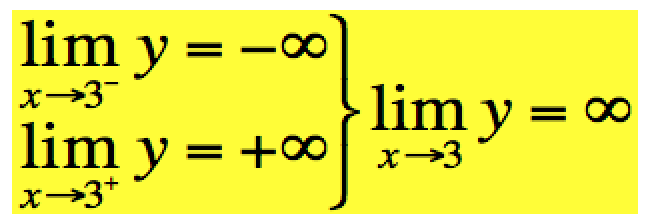 lim y = −∞
x→3⁻
lim y = +∞
x→3⁺
lim y = ∞
x→3